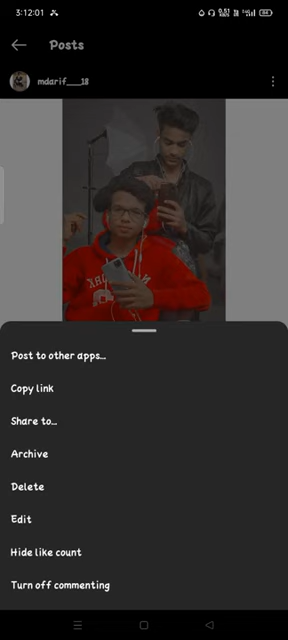 3:12:01
Posts
mdarif___18
Post to other apps...
Copy link
Share to...
Archive
Delete
Edit
Hide like count
Turn off commenting